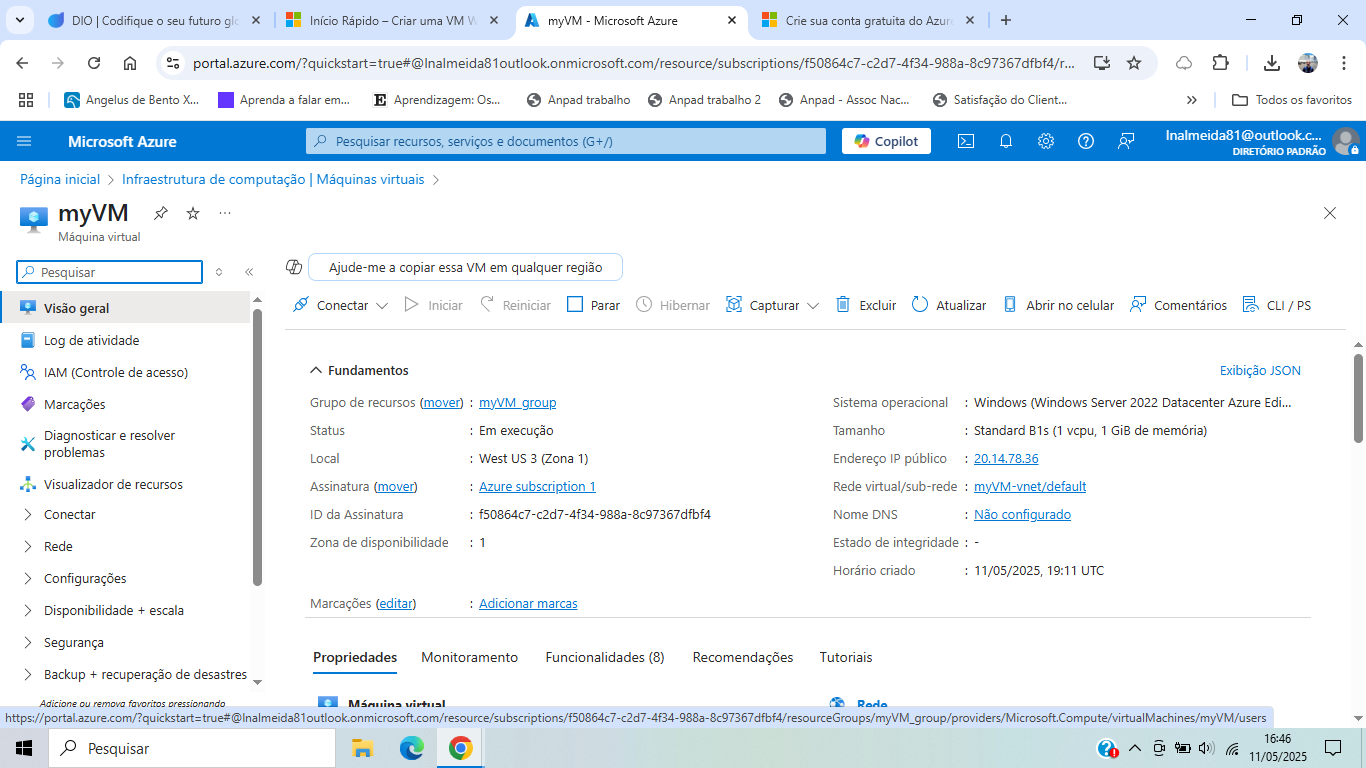 DIO | Codifique o seu futuro glo
Início Rápido – Criar uma VM W
myVM - Microsoft Azure
Crie sua conta gratuita do Azure
portal.azure.com/?quickstart=true#@lnalmeida81outlook.onmicrosoft.com/resource/subscriptions/f50864c7-c2d7-4f34-988a-8c97367dfbf4/r...
Angelus de Bento X...
Aprenda a falar em...
Aprendizagem: Os...
Anpad trabalho
Anpad trabalho 2
Anpad - Assoc Nac...
Satisfação do Client...
Todos os favoritos
Microsoft Azure
Pesquisar recursos, serviços e documentos (G+/)
Copilot
lnalmeida81@outlook.c...
DIRETÓRIO PADRÃO
Página inicial > Infraestrutura de computação | Máquinas virtuais >
myVM
Máquina virtual
Pesquisar
Ajude-me a copiar essa VM em qualquer região
Conectar
Iniciar
Reiniciar
Parar
Hibernar
Capturar
Excluir
Atualizar
Abrir no celular
Comentários
CLI / PS
Visão geral
Log de atividade
IAM (Controle de acesso)
Marcações
Diagnosticar e resolver
problemas
Visualizador de recursos
Conectar
Rede
Configurações
Disponibilidade + escala
Segurança
Backup + recuperação de desastres
Adicione ou remova favoritos pressionando
Fundamentos
Exibição JSON
Grupo de recursos (mover) : myVM_group
Status : Em execução
Local : West US 3 (Zona 1)
Assinatura (mover) : Azure subscription 1
ID da Assinatura : f50864c7-c2d7-4f34-988a-8c97367dfbf4
Zona de disponibilidade : 1
Sistema operacional : Windows (Windows Server 2022 Datacenter Azure Edi...
Tamanho : Standard B1s (1 vcpu, 1 GiB de memória)
Endereço IP público : 20.14.78.36
Rede virtual/sub-rede : myVM-vnet/default
Nome DNS : Não configurado
Estado de integridade : -
Horário criado : 11/05/2025, 19:11 UTC
Marcações (editar) : Adicionar marcas
Propriedades
Monitoramento
Funcionalidades (8)
Recomendações
Tutoriais
Máquina virtual
Rede
https://portal.azure.com/?quickstart=true#@lnalmeida81outlook.onmicrosoft.com/resource/subscriptions/f50864c7-c2d7-4f34-988a-8c97367dfbf4/resourceGroups/myVM_group/providers/Microsoft.Compute/virtualMachines/myVM/users
Pesquisar
16:46
11/05/2025